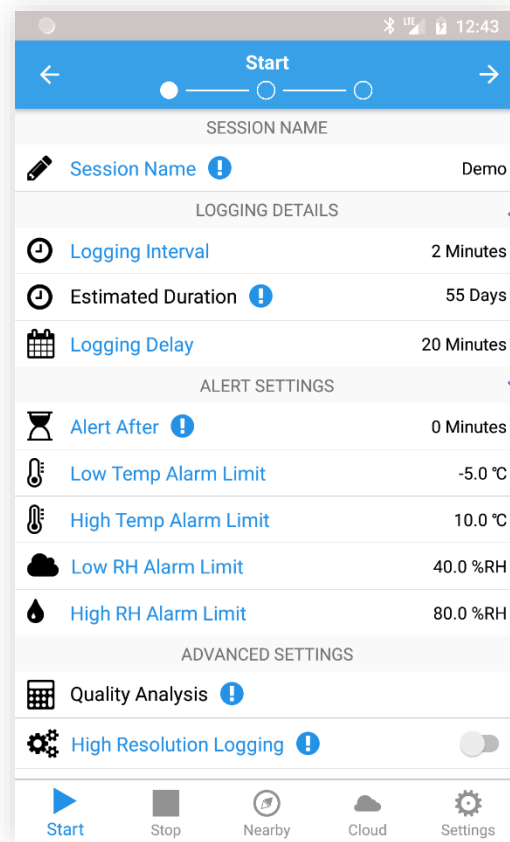 LTE 12:43
Start
SESSION NAME
Session Name Demo
LOGGING DETAILS
Logging Interval 2 Minutes
Estimated Duration 55 Days
Logging Delay 20 Minutes
ALERT SETTINGS
Alert After 0 Minutes
Low Temp Alarm Limit -5.0 ℃
High Temp Alarm Limit 10.0 ℃
Low RH Alarm Limit 40.0 %RH
High RH Alarm Limit 80.0 %RH
ADVANCED SETTINGS
Quality Analysis
High Resolution Logging
Start Stop Nearby Cloud Settings